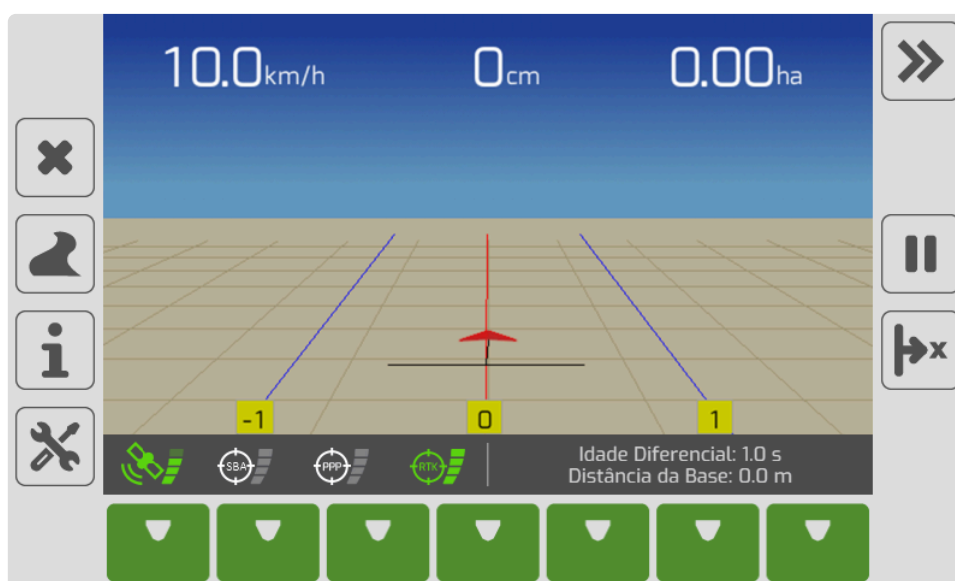 10.0km/h 0cm 0.00ha
-1 0 1
SBA PPP RTK
Idade Diferencial: 1.0 s
Distância da Base: 0.0 m
x